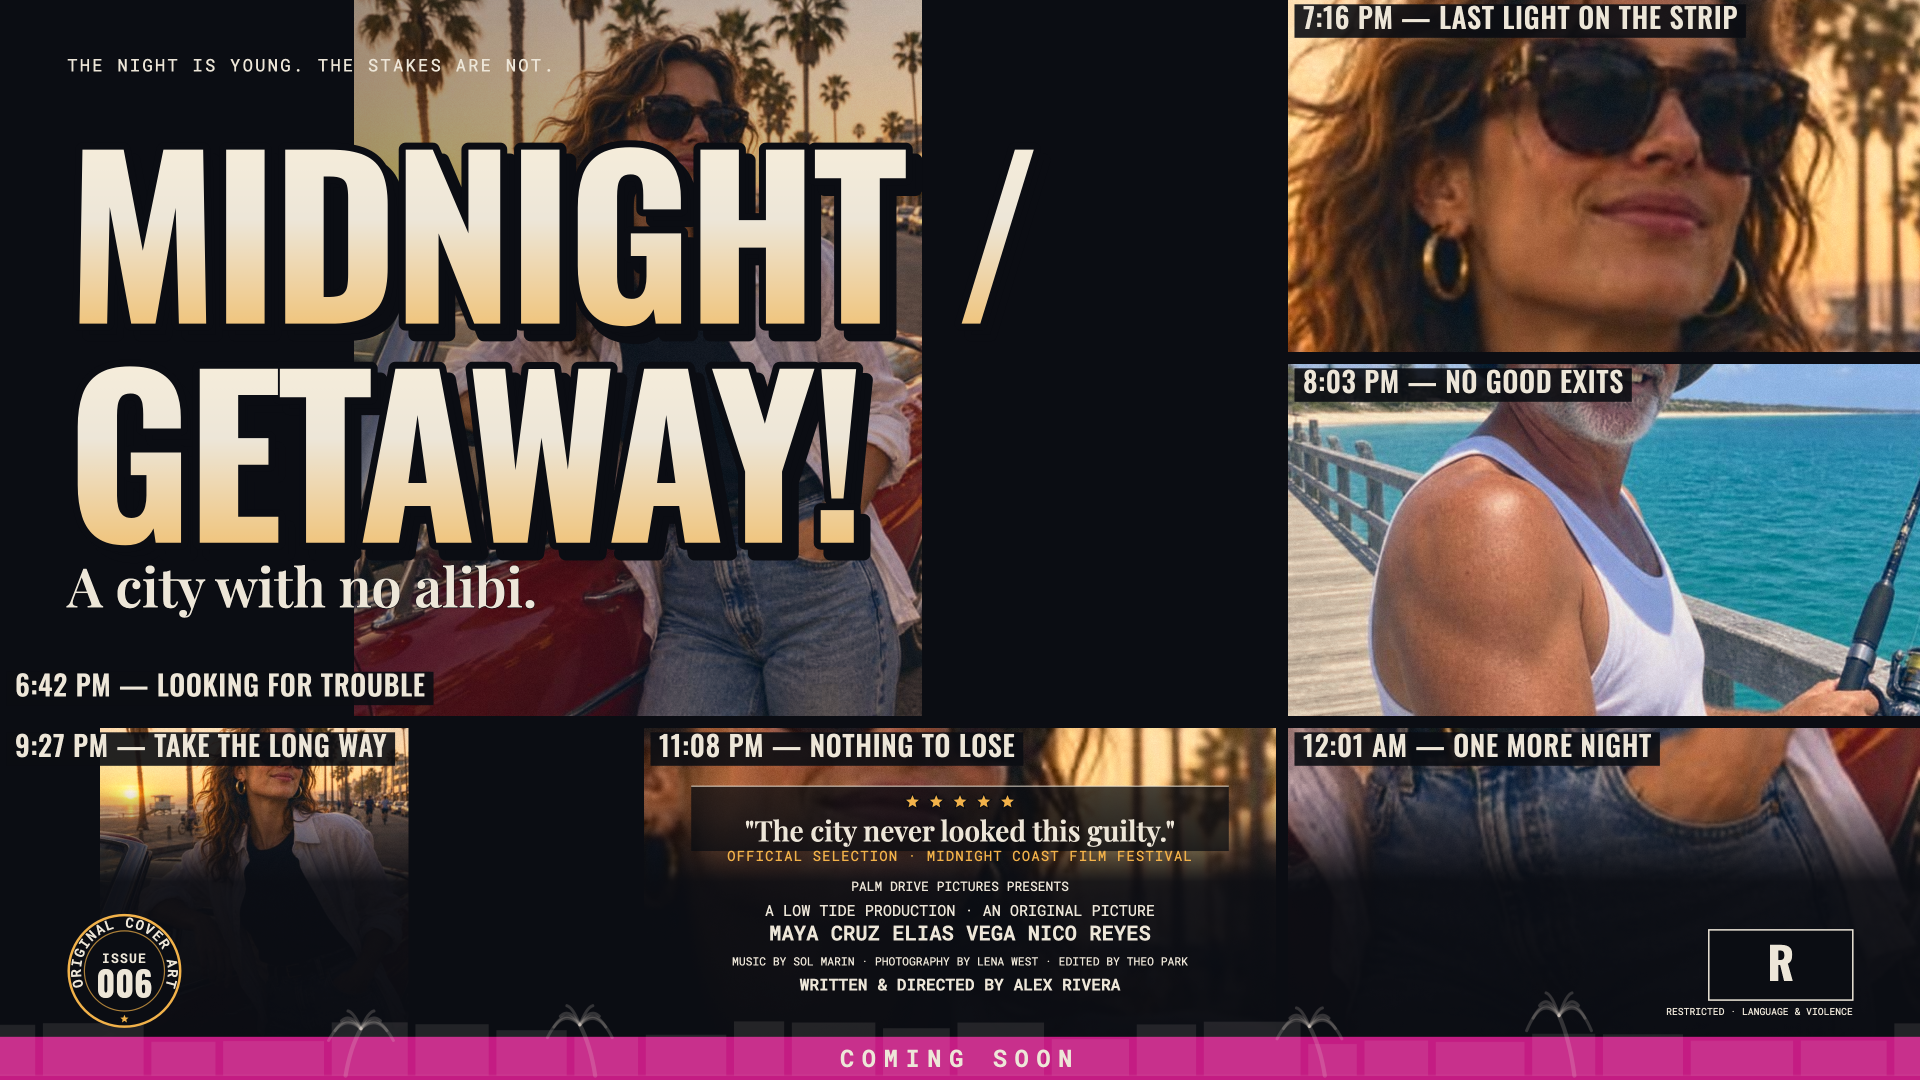 THE NIGHT IS YOUNG. THE STAKES ARE NOT.
MIDNIGHT /
GETAWAY!
A city with no alibi.
6:42 PM — LOOKING FOR TROUBLE
7:16 PM — LAST LIGHT ON THE STRIP
8:03 PM — NO GOOD EXITS
9:27 PM — TAKE THE LONG WAY
11:08 PM — NOTHING TO LOSE
12:01 AM — ONE MORE NIGHT
"The city never looked this guilty."
OFFICIAL SELECTION · MIDNIGHT COAST FILM FESTIVAL
PALM DRIVE PICTURES PRESENTS
A LOW TIDE PRODUCTION · AN ORIGINAL PICTURE
MAYA CRUZ ELIAS VEGA NICO REYES
MUSIC BY SOL MARIN · PHOTOGRAPHY BY LENA WEST · EDITED BY THEO PARK
WRITTEN & DIRECTED BY ALEX RIVERA
ORIGINAL COVER ART
ISSUE
006
R
RESTRICTED · LANGUAGE & VIOLENCE
COMING SOON